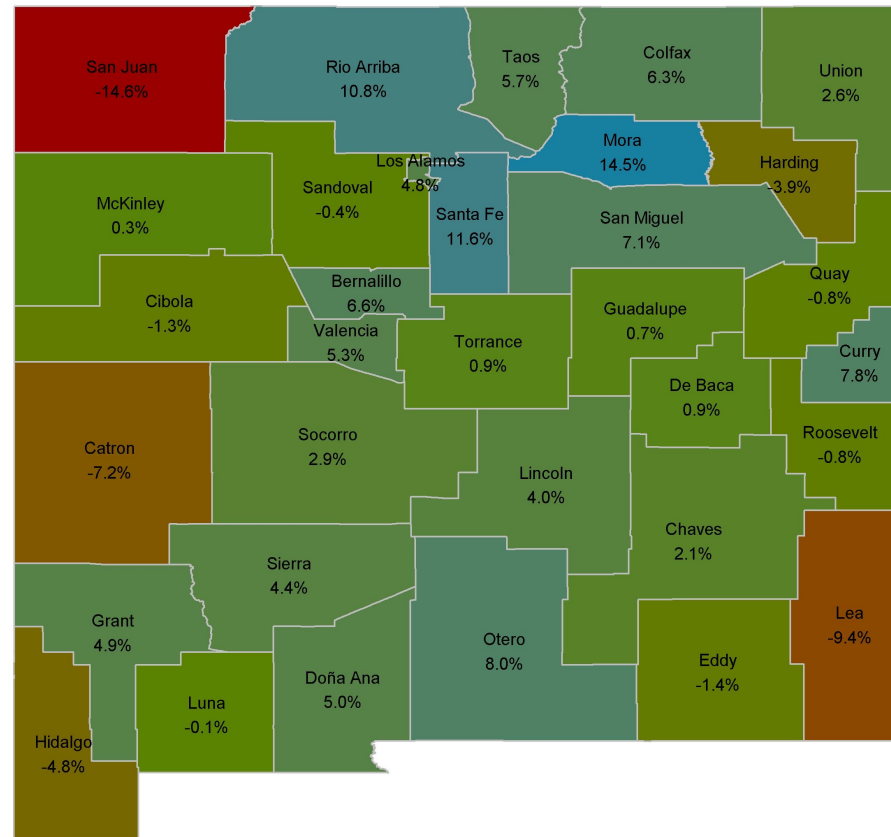 San Juan
-14.6%
Rio Arriba
10.8%
Taos
5.7%
Colfax
6.3%
Union
2.6%
Mora
14.5%
Harding
-3.9%
Los Alamos
4.8%
Sandoval
-0.4%
McKinley
0.3%
Santa Fe
11.6%
San Miguel
7.1%
Quay
-0.8%
Cibola
-1.3%
Bernalillo
6.6%
Valencia
5.3%
Torrance
0.9%
Guadalupe
0.7%
Curry
7.8%
De Baca
0.9%
Roosevelt
-0.8%
Catron
-7.2%
Socorro
2.9%
Lincoln
4.0%
Chaves
2.1%
Sierra
4.4%
Grant
4.9%
Lea
-9.4%
Otero
8.0%
Eddy
-1.4%
Doña Ana
5.0%
Luna
-0.1%
Hidalgo
-4.8%